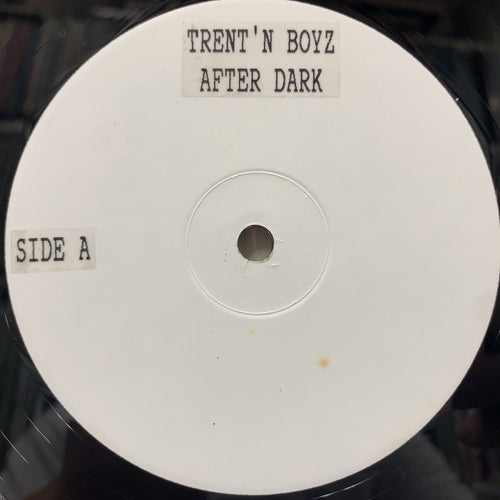 TRENT'N BOYZ
AFTER DARK
SIDE A